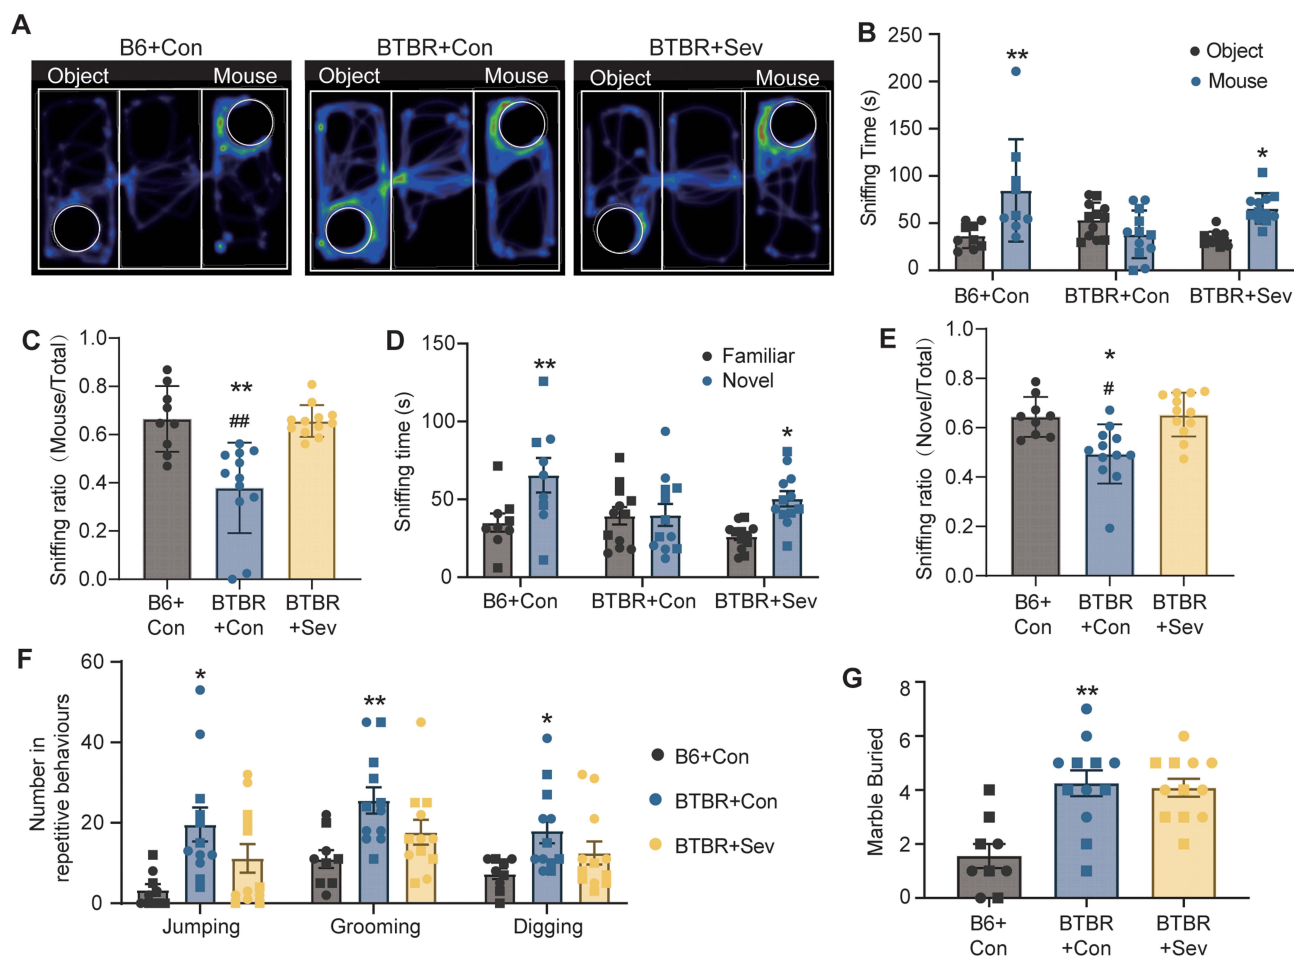 A
B6+Con
BTBR+Con
BTBR+Sev
Object
Mouse
Object
Mouse
Object
Mouse
B
Sniffing Time (s)
250
200
150
100
50
0
**
*
Object
Mouse
B6+Con
BTBR+Con
BTBR+Sev
C
Sniffing ratio（Mouse/Total）
1.0
0.8
0.6
0.4
0.2
0.0
**
##
B6+
Con
BTBR
+Con
BTBR
+Sev
D
Sniffing time (s)
150
100
50
0
**
*
Familiar
Novel
B6+Con
BTBR+Con
BTBR+Sev
E
Sniffing ratio（Novel/Total）
1.0
0.8
0.6
0.4
0.2
0.0
*
#
B6+
Con
BTBR
+Con
BTBR
+Sev
F
Number in
repetitive behaviours
60
40
20
0
*
**
*
Jumping
Grooming
Digging
B6+Con
BTBR+Con
BTBR+Sev
G
Marble Buried
8
6
4
2
0
**
B6+
Con
BTBR
+Con
BTBR
+Sev